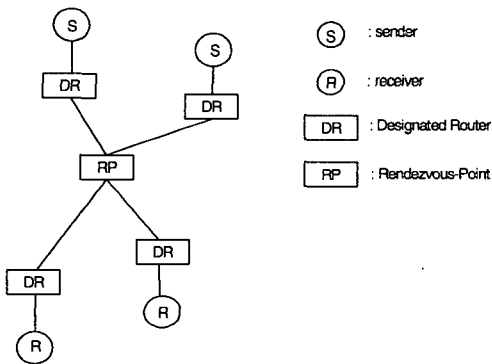 S
S
S : sender
DR
DR
R : receiver
DR : Designated Router
RP
RP : Rendezvous-Point
DR
DR
R
R